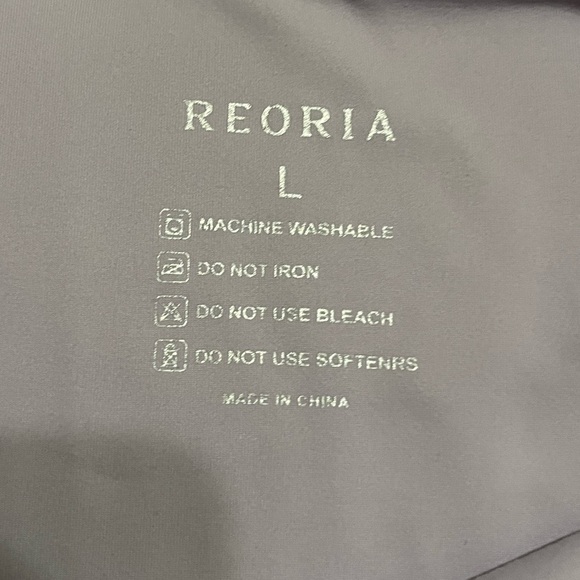 REORIA
L
MACHINE WASHABLE
DO NOT IRON
DO NOT USE BLEACH
DO NOT USE SOFTENRS
MADE IN CHINA